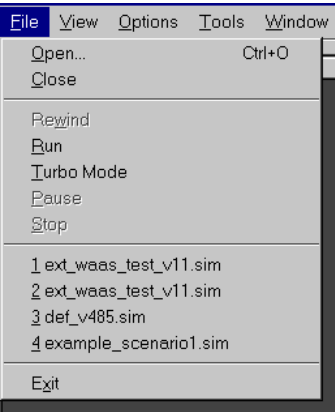 File View Options Tools Window
Open... Ctrl+O
Close
Rewind
Run
Turbo Mode
Pause
Stop
1 ext_waas_test_v11.sim
2 ext_waas_test_v11.sim
3 def_v485.sim
4 example_scenario1.sim
Exit